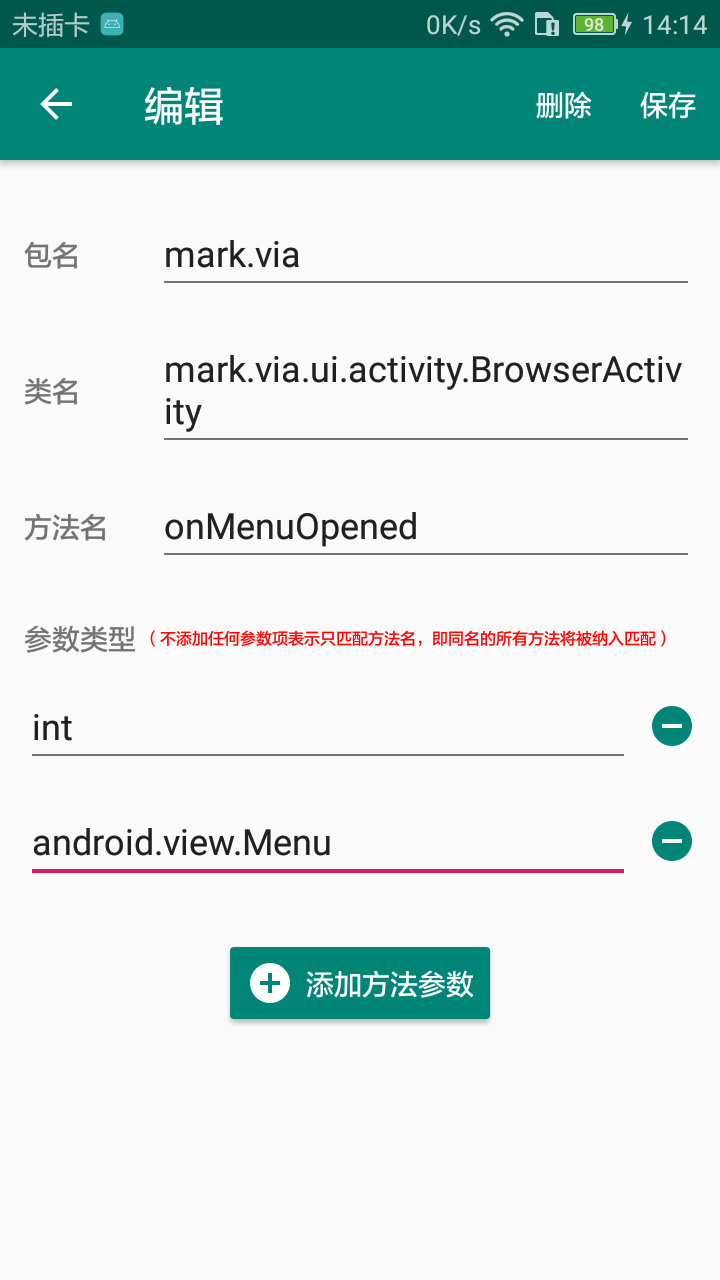 未插卡 0K/s 98 14:14
编辑 删除 保存
包名 mark.via
类名 mark.via.ui.activity.BrowserActiv
ity
方法名 onMenuOpened
参数类型（不添加任何参数项表示只匹配方法名，即同名的所有方法将被纳入匹配）
int
android.view.Menu
添加方法参数